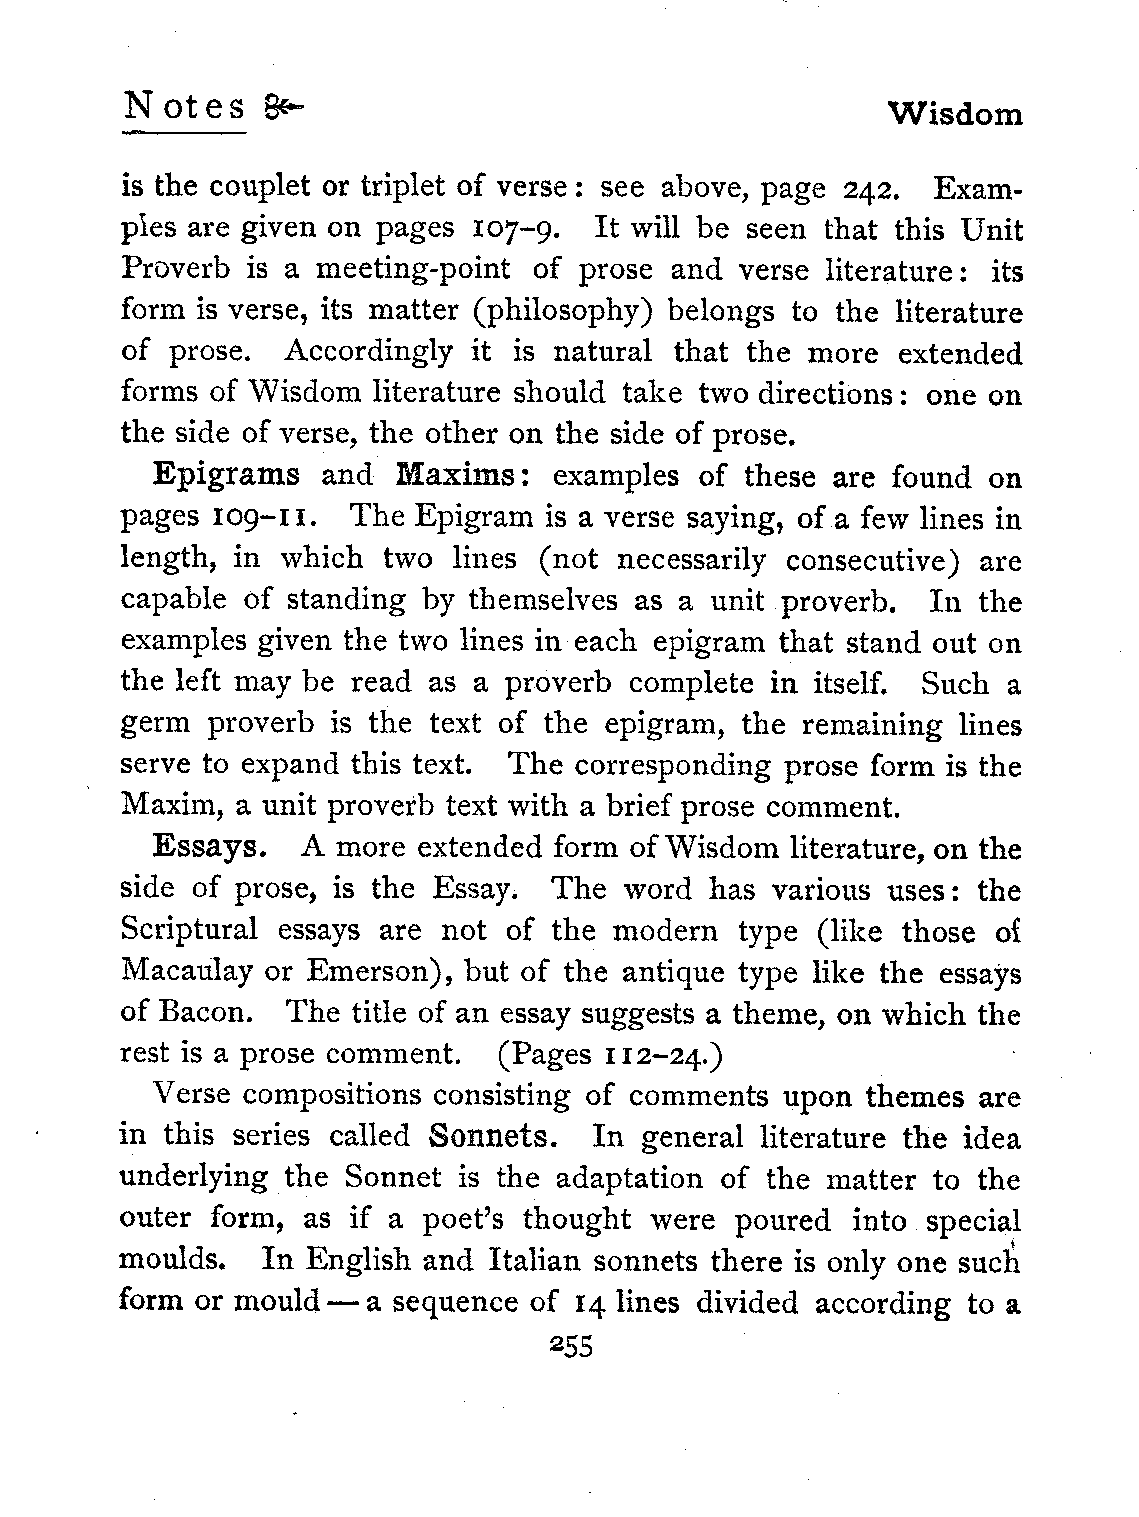 Notes
Wisdom
is the couplet or triplet of verse: see above, page 242. Exam-
ples are given on pages 107–9. It will be seen that this Unit
Proverb is a meeting-point of prose and verse literature: its
form is verse, its matter (philosophy) belongs to the literature
of prose. Accordingly it is natural that the more extended
forms of Wisdom literature should take two directions: one on
the side of verse, the other on the side of prose.
Epigrams and Maxims: examples of these are found on
pages 109–11. The Epigram is a verse saying, of a few lines in
length, in which two lines (not necessarily consecutive) are
capable of standing by themselves as a unit proverb. In the
examples given the two lines in each epigram that stand out on
the left may be read as a proverb complete in itself. Such a
germ proverb is the text of the epigram, the remaining lines
serve to expand this text. The corresponding prose form is the
Maxim, a unit proverb text with a brief prose comment.
Essays. A more extended form of Wisdom literature, on the
side of prose, is the Essay. The word has various uses: the
Scriptural essays are not of the modern type (like those of
Macaulay or Emerson), but of the antique type like the essays
of Bacon. The title of an essay suggests a theme, on which the
rest is a prose comment. (Pages 112–24.)
Verse compositions consisting of comments upon themes are
in this series called Sonnets. In general literature the idea
underlying the Sonnet is the adaptation of the matter to the
outer form, as if a poet's thought were poured into special
moulds. In English and Italian sonnets there is only one such
form or mould — a sequence of 14 lines divided according to a
255